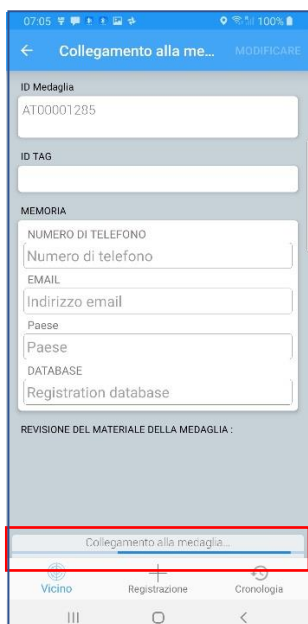 07:05 100%
Collegamento alla me... MODIFICARE
ID Medaglia
AT00001285
ID TAG
MEMORIA
NUMERO DI TELEFONO
Numero di telefono
EMAIL
Indirizzo email
Paese
Paese
DATABASE
Registration database
REVISIONE DEL MATERIALE DELLA MEDAGLIA :
Collegamento alla medaglia...
Vicino Registrazione Cronologia